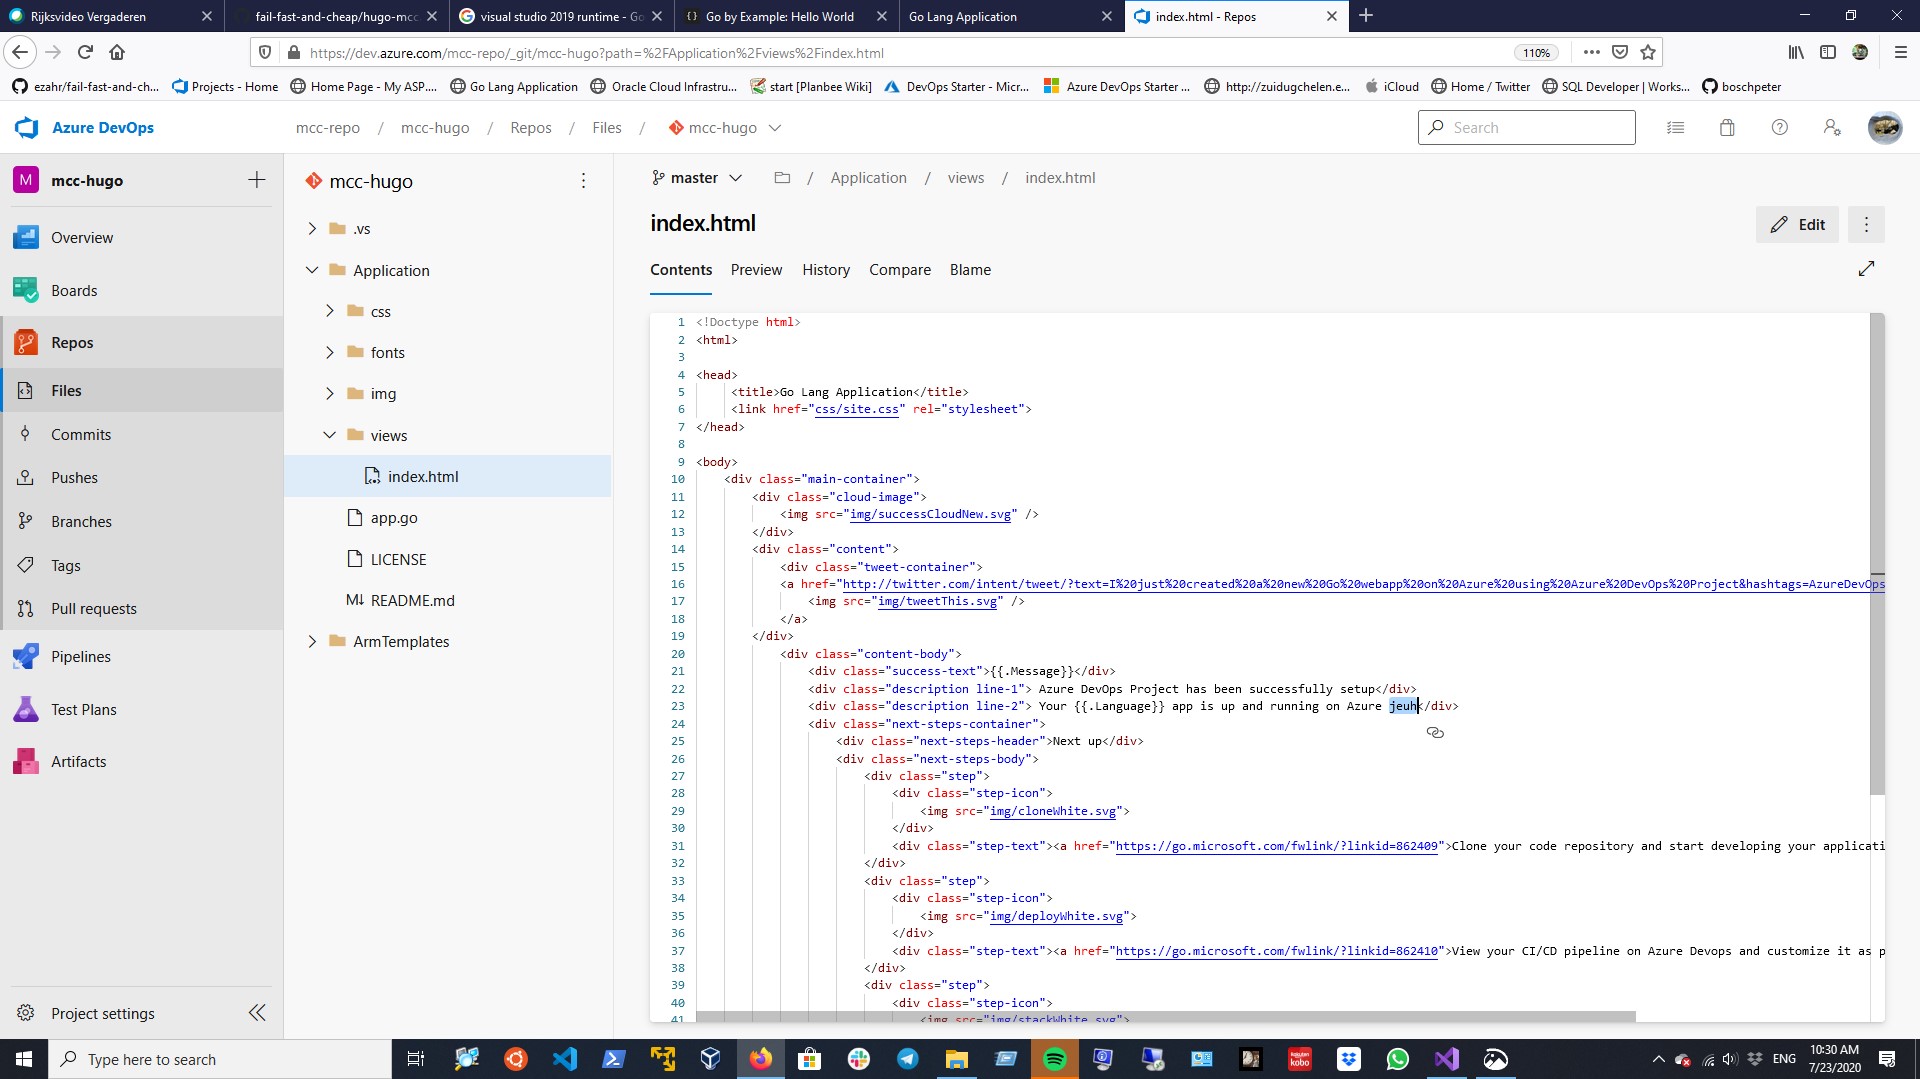 Rijksvideo Vergaderen
fail-fast-and-cheap/hugo-mcc
visual studio 2019 runtime - Go
Go by Example: Hello World
Go Lang Application
index.html - Repos
https://dev.azure.com/mcc-repo/_git/mcc-hugo?path=%2FApplication%2Fviews%2Findex.html
110%
ezahr/fail-fast-and-ch...
Projects - Home
Home Page - My ASP....
Go Lang Application
Oracle Cloud Infrastru...
start [Planbee Wiki]
DevOps Starter - Micr...
Azure DevOps Starter ...
http://zuidugchelen.e...
iCloud
Home / Twitter
SQL Developer | Works...
boschpeter
Azure DevOps
mcc-repo / mcc-hugo / Repos / Files / mcc-hugo
Search
M mcc-hugo
Overview
Boards
Repos
Files
Commits
Pushes
Branches
Tags
Pull requests
Pipelines
Test Plans
Artifacts
Project settings
mcc-hugo
.vs
Application
css
fonts
img
views
index.html
app.go
LICENSE
M↓ README.md
ArmTemplates
master / Application / views / index.html
index.html
Edit
Contents Preview History Compare Blame
1 <!Doctype html>
2 <html>
3
4 <head>
5 <title>Go Lang Application</title>
6 <link href="css/site.css" rel="stylesheet">
7 </head>
8
9 <body>
10 <div class="main-container">
11 <div class="cloud-image">
12 <img src="img/successCloudNew.svg" />
13 </div>
14 <div class="content">
15 <div class="tweet-container">
16 <a href="http://twitter.com/intent/tweet/?text=I%20just%20created%20a%20new%20Go%20webapp%20on%20Azure%20using%20Azure%20DevOps%20Project&hashtags=AzureDevOps
17 <img src="img/tweetThis.svg" />
18 </a>
19 </div>
20 <div class="content-body">
21 <div class="success-text">{{.Message}}</div>
22 <div class="description line-1"> Azure DevOps Project has been successfully setup</div>
23 <div class="description line-2"> Your {{.Language}} app is up and running on Azure jeuh</div>
24 <div class="next-steps-container">
25 <div class="next-steps-header">Next up</div>
26 <div class="next-steps-body">
27 <div class="step">
28 <div class="step-icon">
29 <img src="img/cloneWhite.svg">
30 </div>
31 <div class="step-text"><a href="https://go.microsoft.com/fwlink/?linkid=862409">Clone your code repository and start developing your applicati
32 </div>
33 <div class="step">
34 <div class="step-icon">
35 <img src="img/deployWhite.svg">
36 </div>
37 <div class="step-text"><a href="https://go.microsoft.com/fwlink/?linkid=862410">View your CI/CD pipeline on Azure Devops and customize it as p
38 </div>
39 <div class="step">
40 <div class="step-icon">
41 <img src="img/stackWhite.svg">
Type here to search
kobo
ENG
10:30 AM
7/23/2020